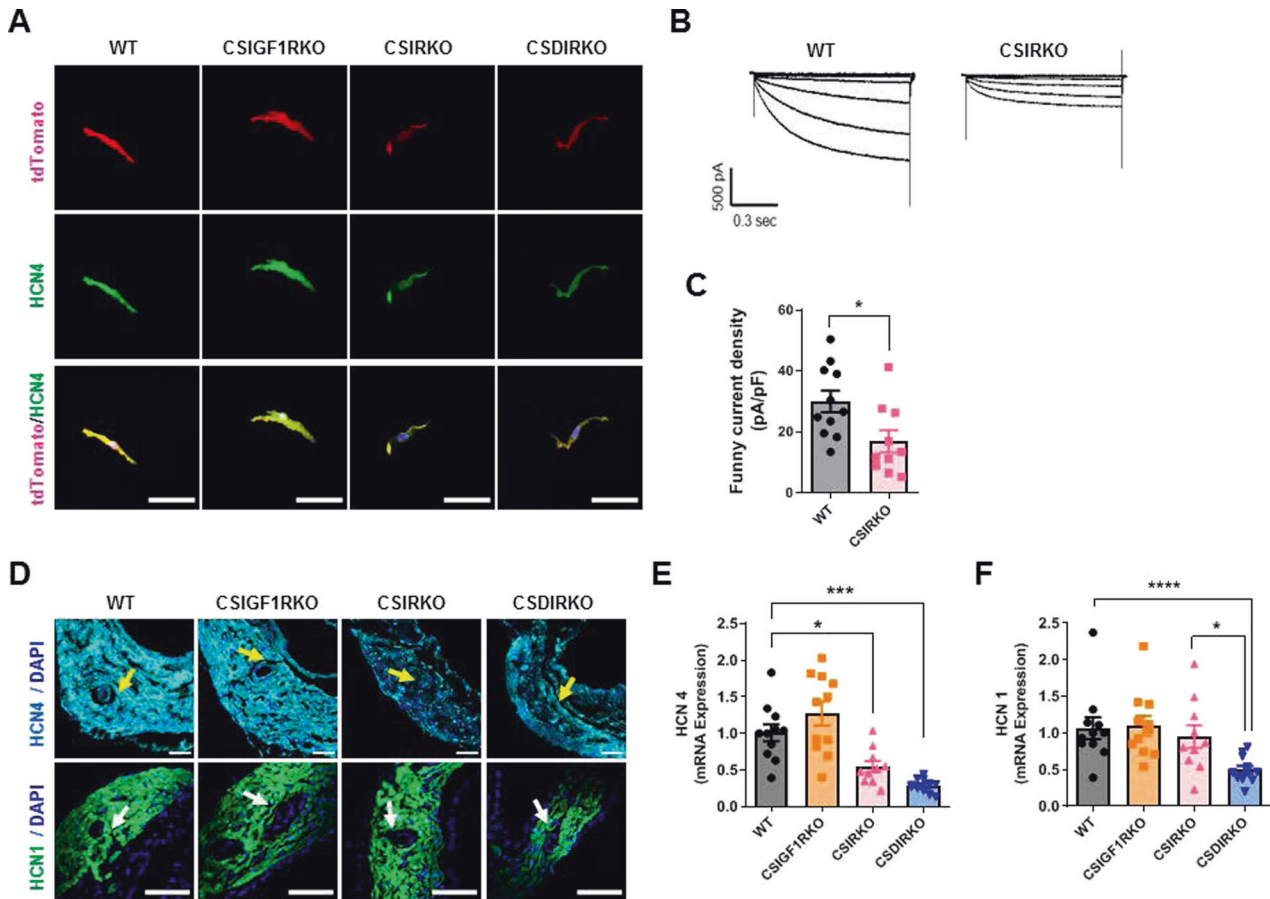 A
WT
CSIGF1RKO
CSIRKO
CSDIRKO
tdTomato
HCN4
tdTomato/HCN4
B
WT
CSIRKO
500 pA
0.3 sec
C
Funny current density
(pA/pF)
60
40
20
0
*
WT
CSIRKO
D
WT
CSIGF1RKO
CSIRKO
CSDIRKO
HCN4 / DAPI
HCN1 / DAPI
E
HCN 4
(mRNA Expression)
2.5
2.0
1.5
1.0
0.5
0.0
***
*
WT
CSIGF1RKO
CSIRKO
CSDIRKO
F
HCN 1
(mRNA Expression)
2.5
2.0
1.5
1.0
0.5
0.0
****
*
WT
CSIGF1RKO
CSIRKO
CSDIRKO